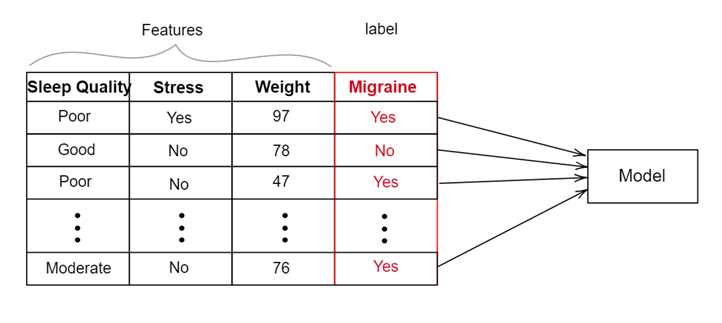 Features label
Sleep Quality Stress Weight Migraine
Poor Yes 97 Yes
Good No 78 No
Poor No 47 Yes
Model
Moderate No 76 Yes